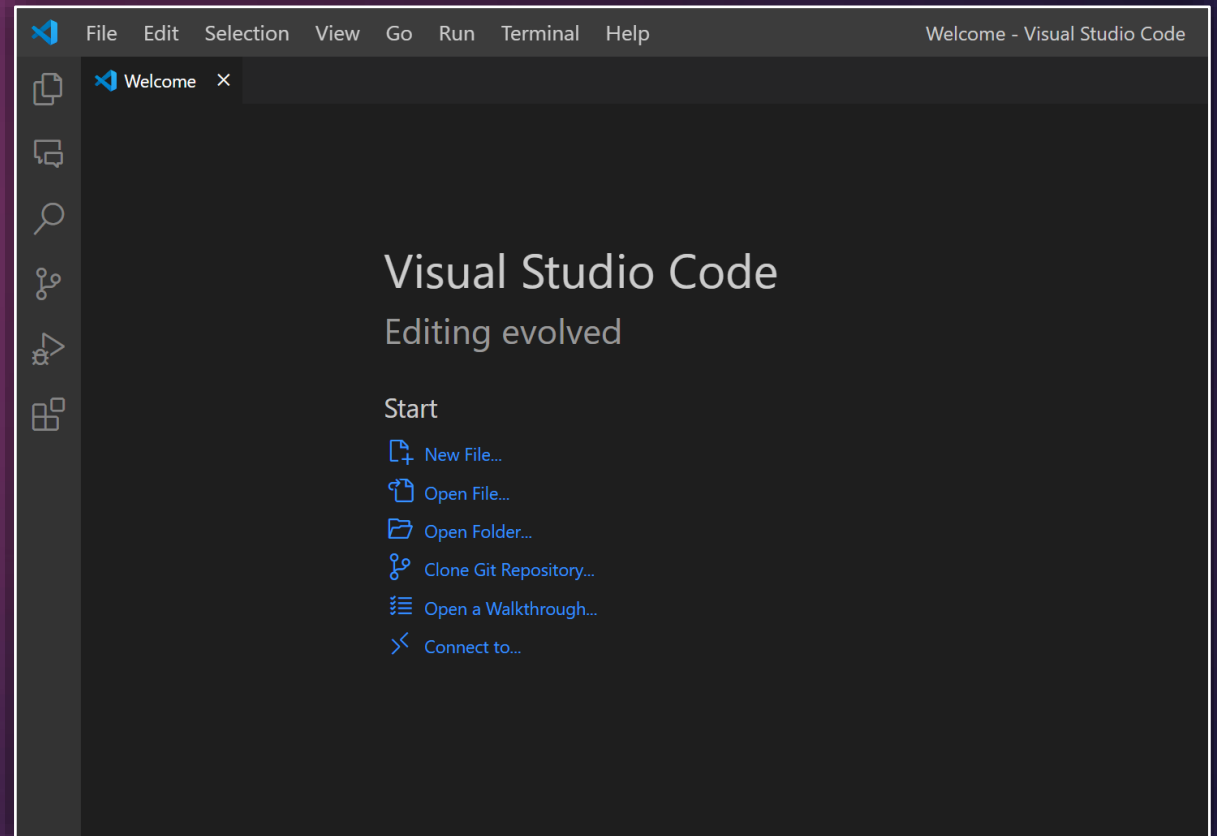 File Edit Selection View Go Run Terminal Help Welcome - Visual Studio Code
Welcome
Visual Studio Code
Editing evolved
Start
New File...
Open File...
Open Folder...
Clone Git Repository...
Open a Walkthrough...
Connect to...